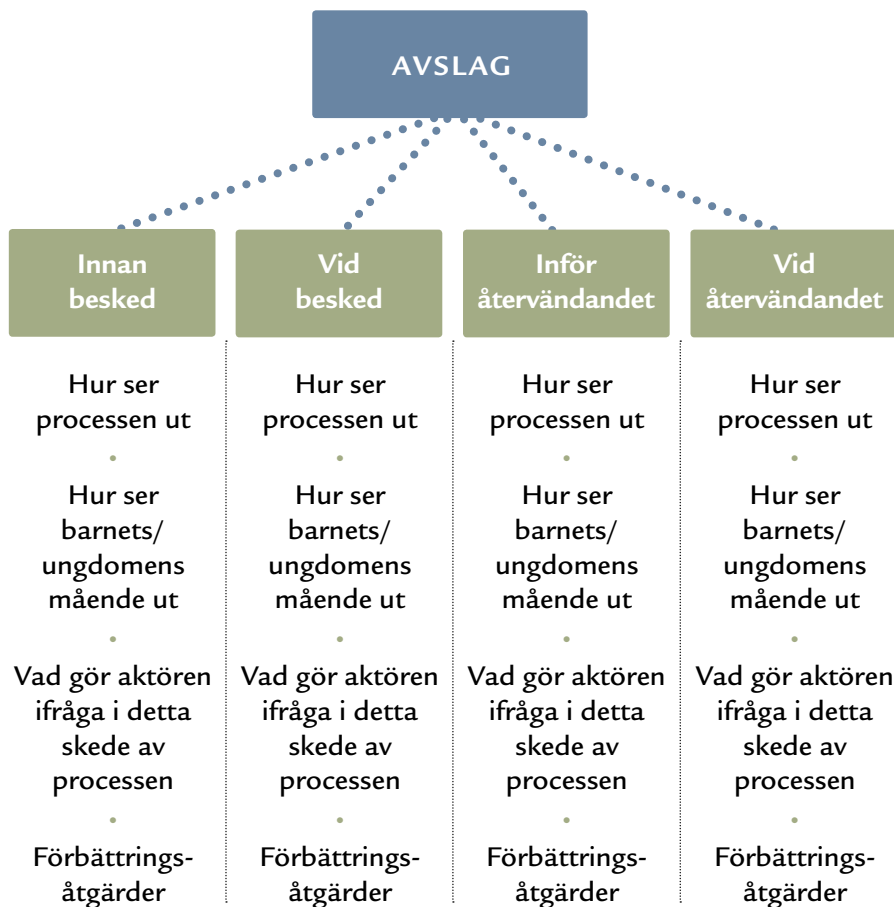 AVSLAG
Innan
besked
Hur ser
processen ut
Hur ser
barnets/
ungdomens
mående ut
Vad gör aktören
ifråga i detta
skede av
processen
Förbättrings-
åtgärder
Vid
besked
Hur ser
processen ut
Hur ser
barnets/
ungdomens
mående ut
Vad gör aktören
ifråga i detta
skede av
processen
Förbättrings-
åtgärder
Inför
återvändandet
Hur ser
processen ut
Hur ser
barnets/
ungdomens
mående ut
Vad gör aktören
ifråga i detta
skede av
processen
Förbättrings-
åtgärder
Vid
återvändandet
Hur ser
processen ut
Hur ser
barnets/
ungdomens
mående ut
Vad gör aktören
ifråga i detta
skede av
processen
Förbättrings-
åtgärder